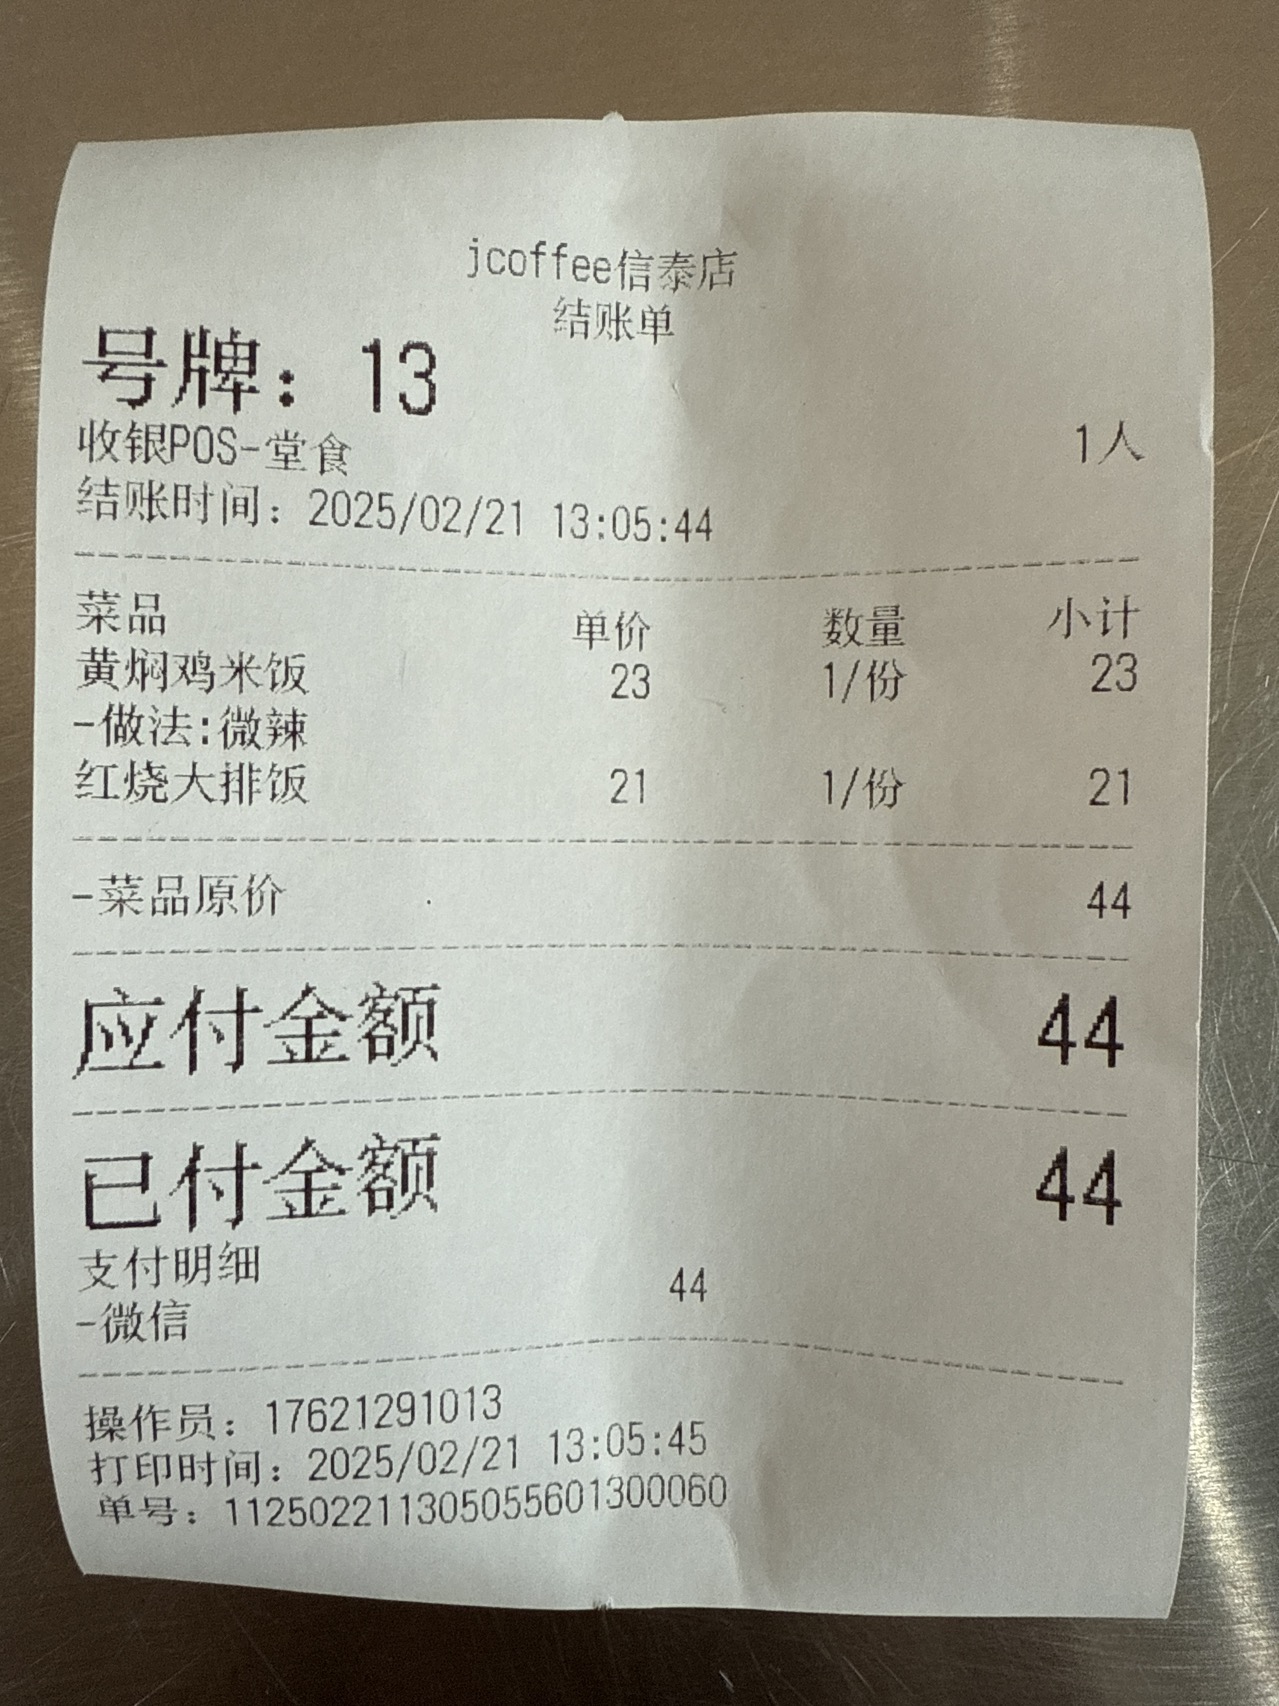 jcoffee信泰店
结账单
号牌：13
收银POS-堂食 1人
结账时间：2025/02/21 13:05:44
菜品 单价 数量 小计
黄焖鸡米饭 23 1/份 23
-做法:微辣
红烧大排饭 21 1/份 21
-菜品原价 44
应付金额 44
已付金额 44
支付明细
-微信 44
操作员：17621291013
打印时间：2025/02/21 13:05:45
单号：1125022113050556013​00060